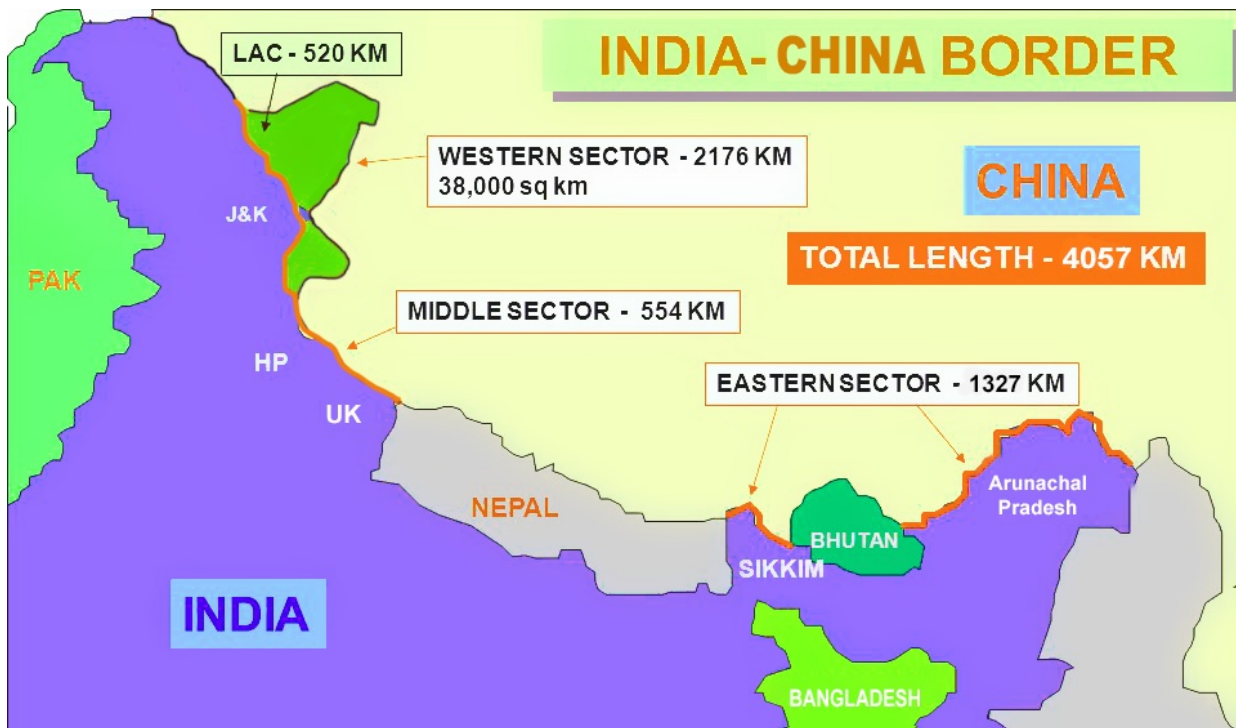 INDIA- CHINA BORDER
LAC - 520 KM
WESTERN SECTOR - 2176 KM
38,000 sq km
CHINA
J&K
TOTAL LENGTH - 4057 KM
PAK
MIDDLE SECTOR - 554 KM
HP
EASTERN SECTOR - 1327 KM
UK
Arunachal
Pradesh
NEPAL
BHUTAN
SIKKIM
INDIA
BANGLADESH